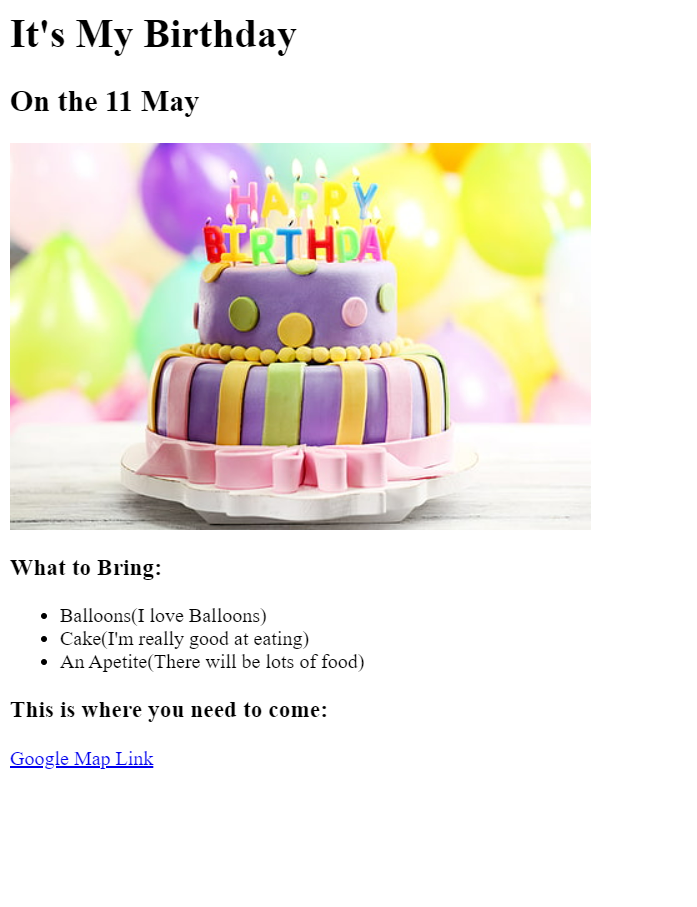 It's My Birthday
On the 11 May
HAPPY
BIRTHDAY
What to Bring:
Balloons(I love Balloons)
Cake(I'm really good at eating)
An Apetite(There will be lots of food)
This is where you need to come:
Google Map Link